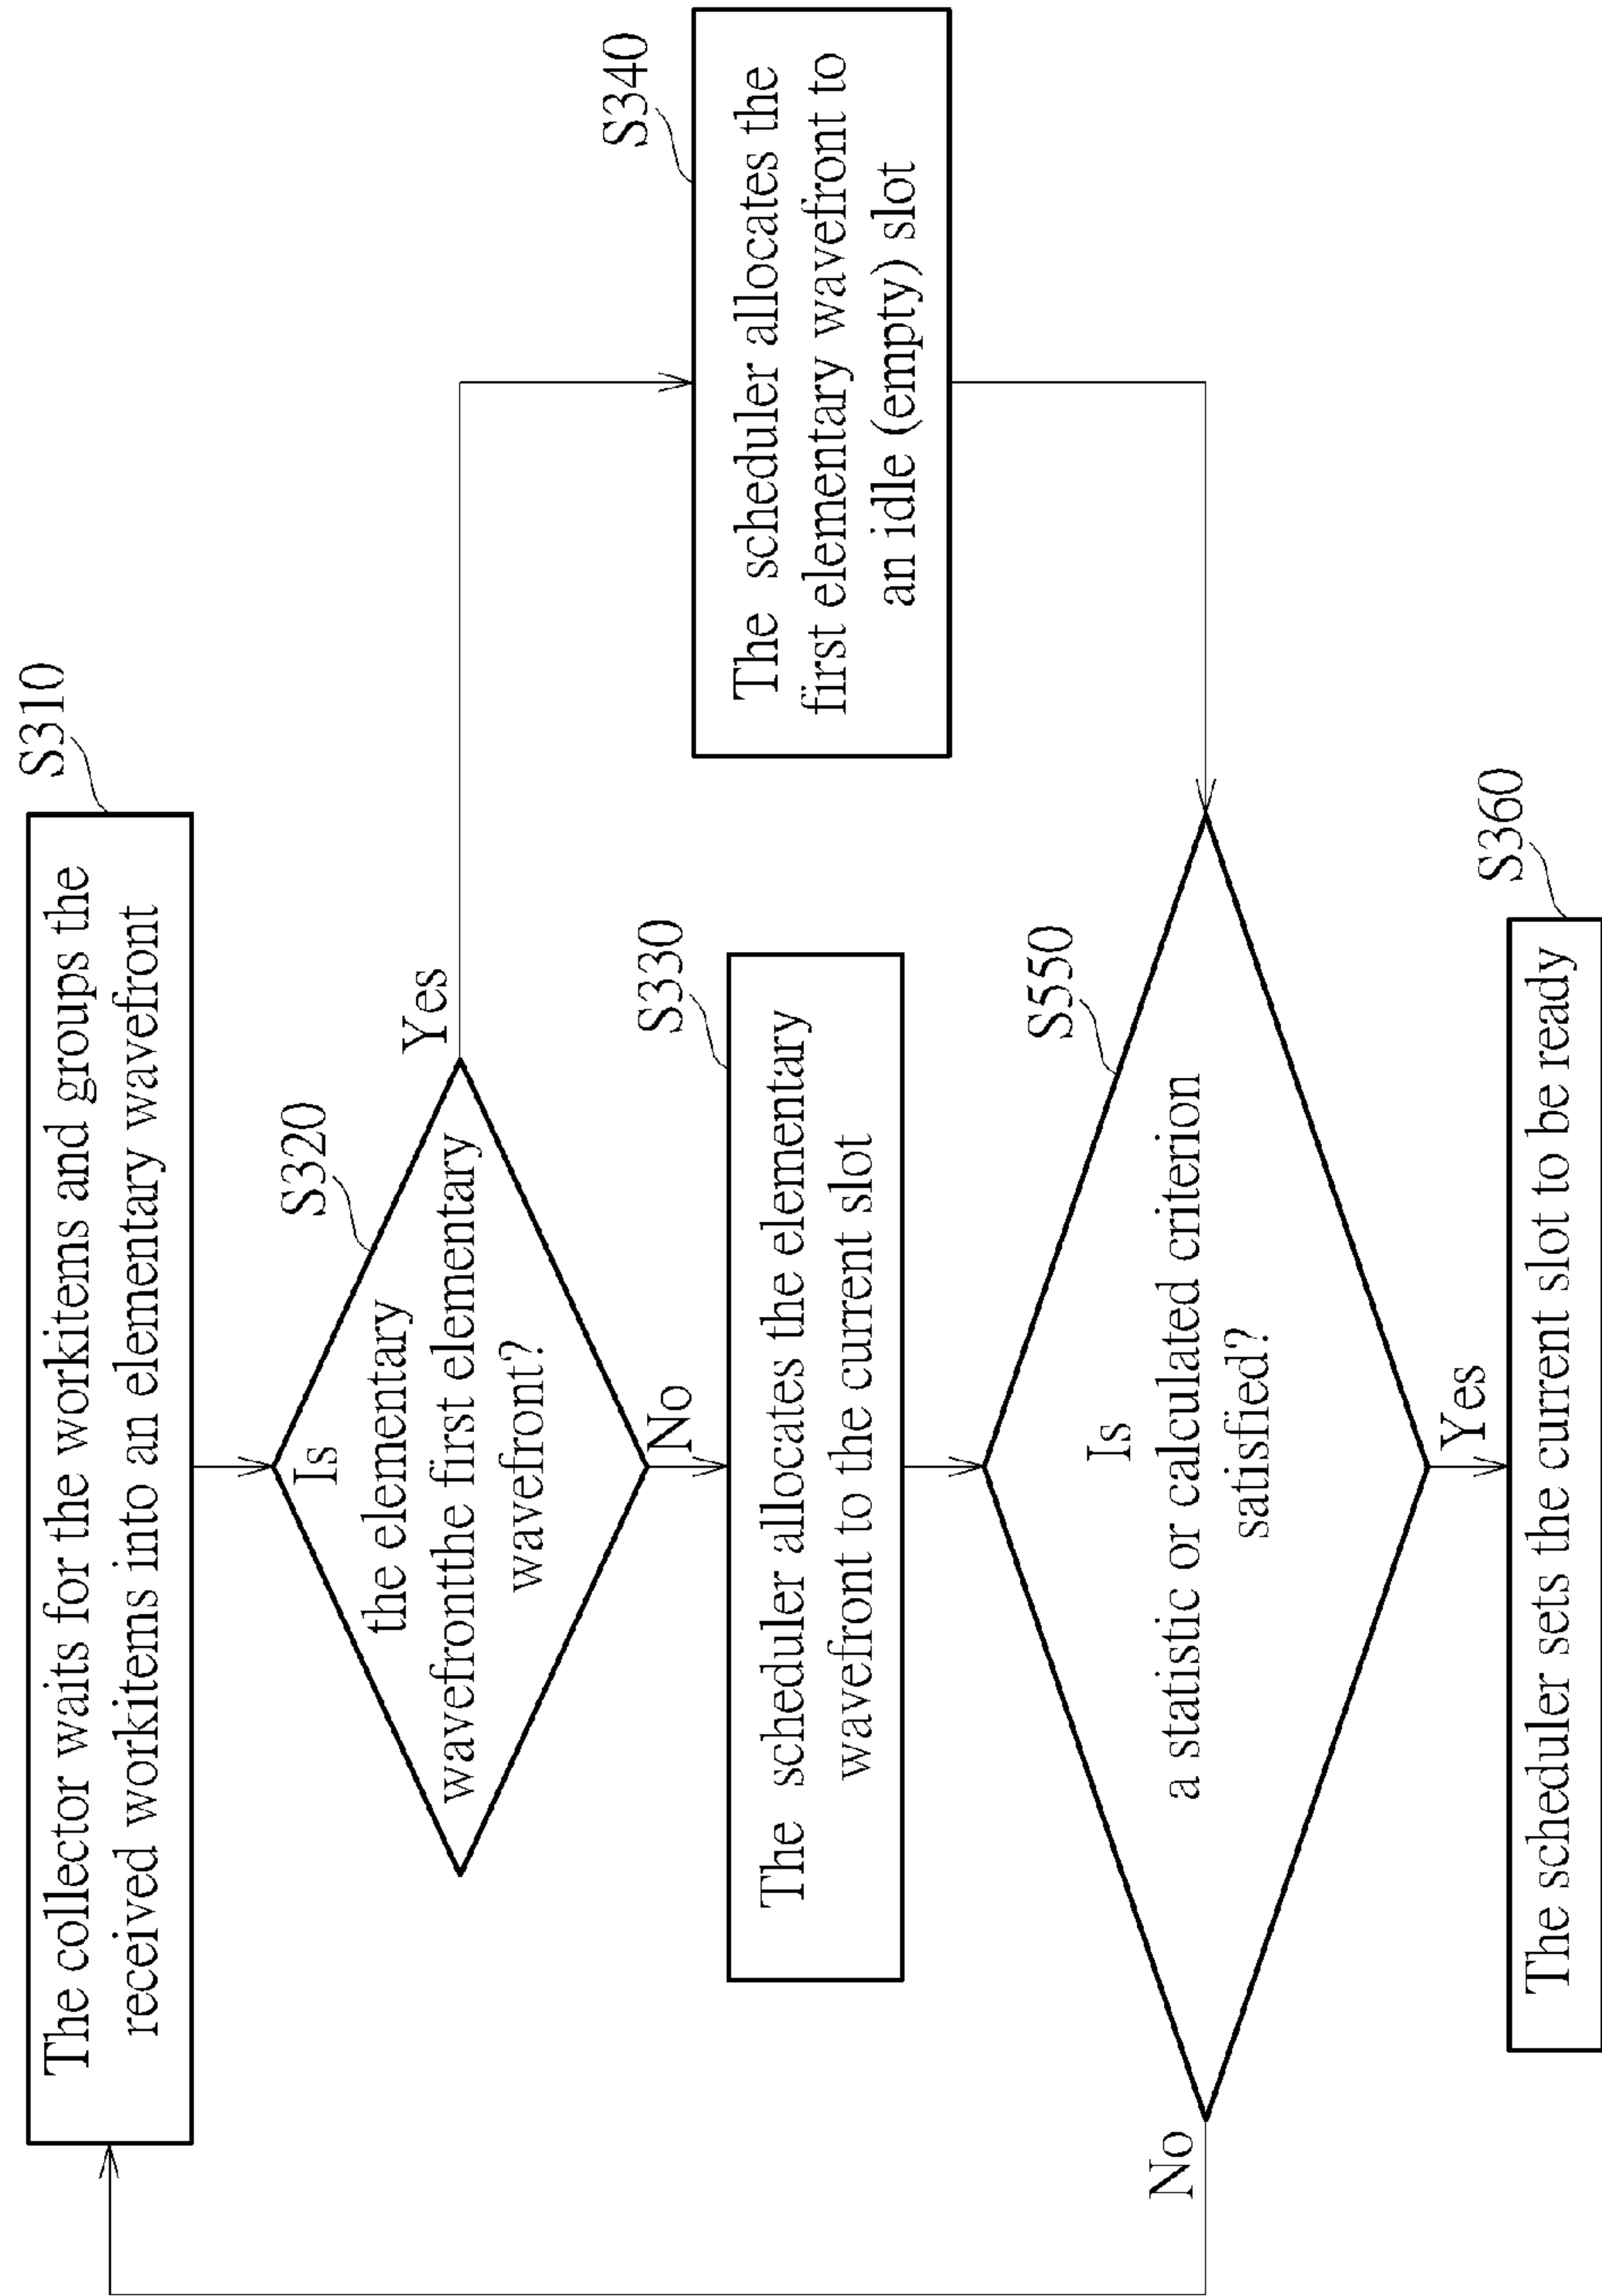 S310
The collector waits for the workitems and groups the
received workitems into an elementary wavefront
S320
Is
the elementary
wavefrontthe first elementary
wavefront?
Yes
No
S330
The scheduler allocates the elementary
wavefront to the current slot
S340
The scheduler allocates the
first elementary wavefront to
an idle (empty) slot
S550
Is
a statistic or calculated criterion
satisfied?
No
Yes
S360
The scheduler sets the current slot to be ready